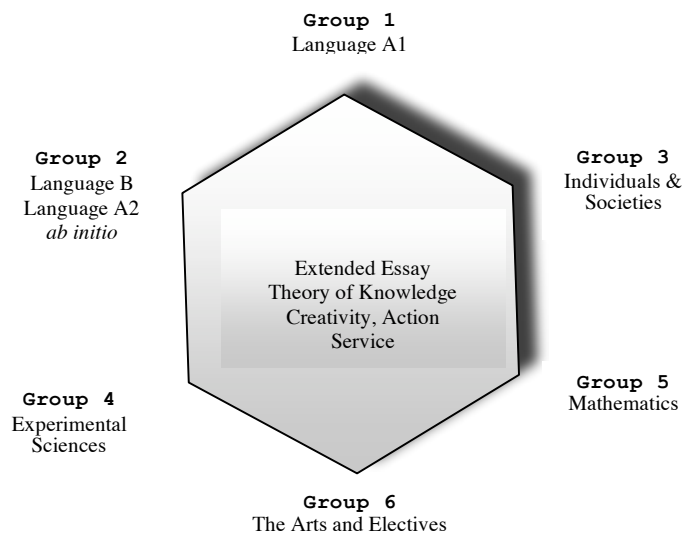 Group 1
Language A1
Group 2
Language B
Language A2
ab initio
Group 3
Individuals &
Societies
Extended Essay
Theory of Knowledge
Creativity, Action
Service
Group 4
Experimental
Sciences
Group 5
Mathematics
Group 6
The Arts and Electives